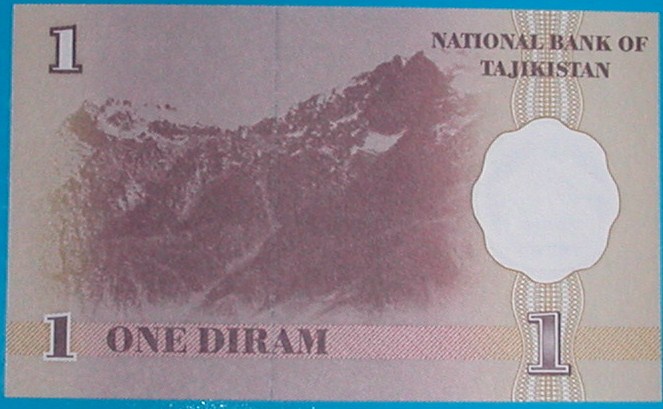 1
NATIONAL BANK OF
TAJIKISTAN
1 ONE DIRAM
1